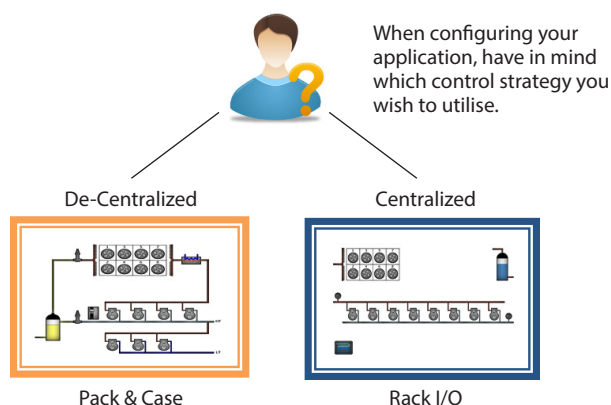 When configuring your
application, have in mind
which control strategy you
wish to utilise.
De-Centralized
Centralized
Pack & Case
Rack I/O